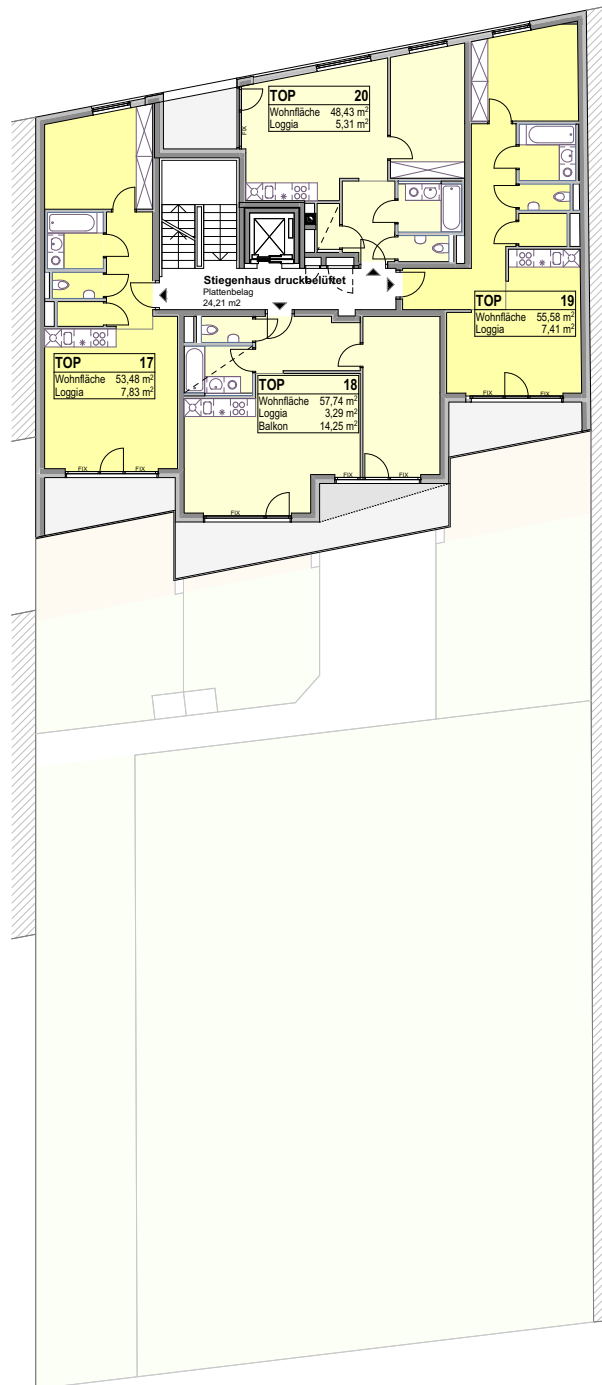 TOP 20
Wohnfläche 48,43 m²
Loggia 5,31 m²
FIX
Stiegenhaus druckbelüftet
Plattenbelag
24,21 m2
TOP 19
Wohnfläche 55,58 m²
Loggia 7,41 m²
FIX FIX
TOP 17
Wohnfläche 53,48 m²
Loggia 7,83 m²
FIX FIX
TOP 18
Wohnfläche 57,74 m²
Loggia 3,29 m²
Balkon 14,25 m²
FIX FIX
FIX